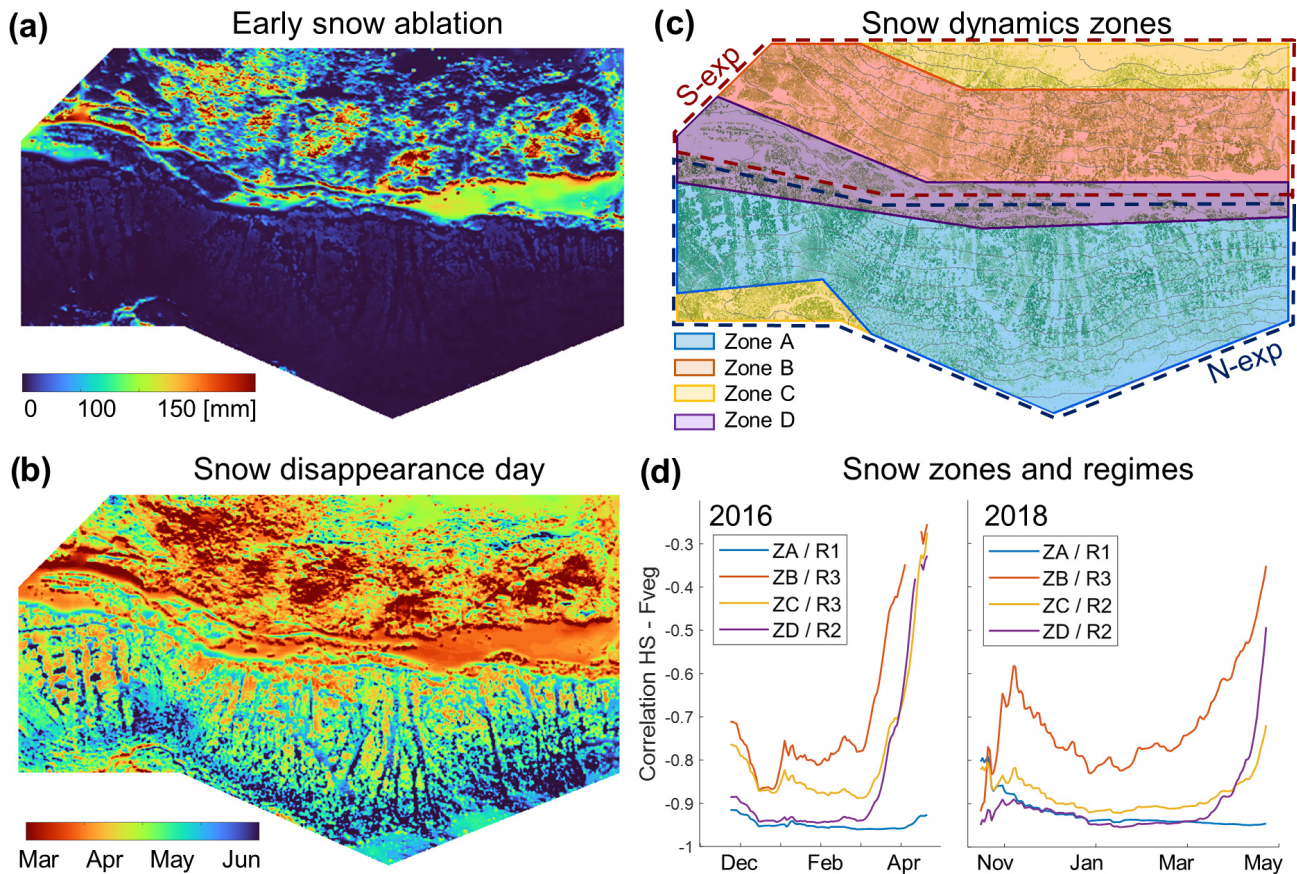 (a)
Early snow ablation
0 100 150 [mm]
(b)
Snow disappearance day
Mar Apr May Jun
(c)
Snow dynamics zones
S-exp
N-exp
Zone A
Zone B
Zone C
Zone D
(d)
Snow zones and regimes
Correlation HS - Fveg
-0.3
-0.4
-0.5
-0.6
-0.7
-0.8
-0.9
-1
2016
ZA / R1
ZB / R3
ZC / R3
ZD / R2
Dec Feb Apr
2018
ZA / R1
ZB / R3
ZC / R2
ZD / R2
Nov Jan Mar May